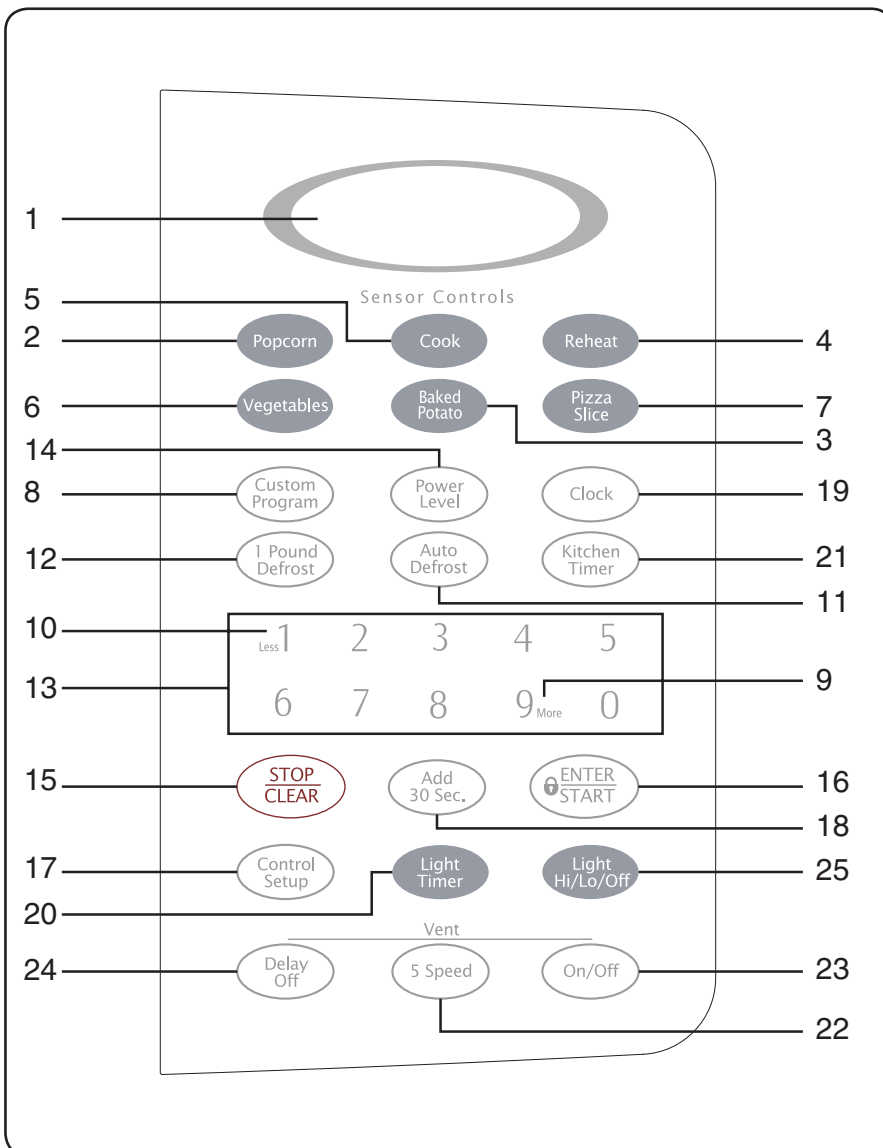 1
Sensor Controls
5
2 Popcorn Cook Reheat 4
6 Vegetables Baked Potato Pizza Slice 7
3
14
8 Custom Program Power Level Clock 19
12 1 Pound Defrost Auto Defrost Kitchen Timer 21
11
10 Less 1 2 3 4 5
13 6 7 8 9 More 0 9
15 STOP CLEAR Add 30 Sec. ENTER START 16
18
17 Control Setup Light Timer Light Hi/Lo/Off 25
20
Vent
24 Delay Off 5 Speed On/Off 23
22